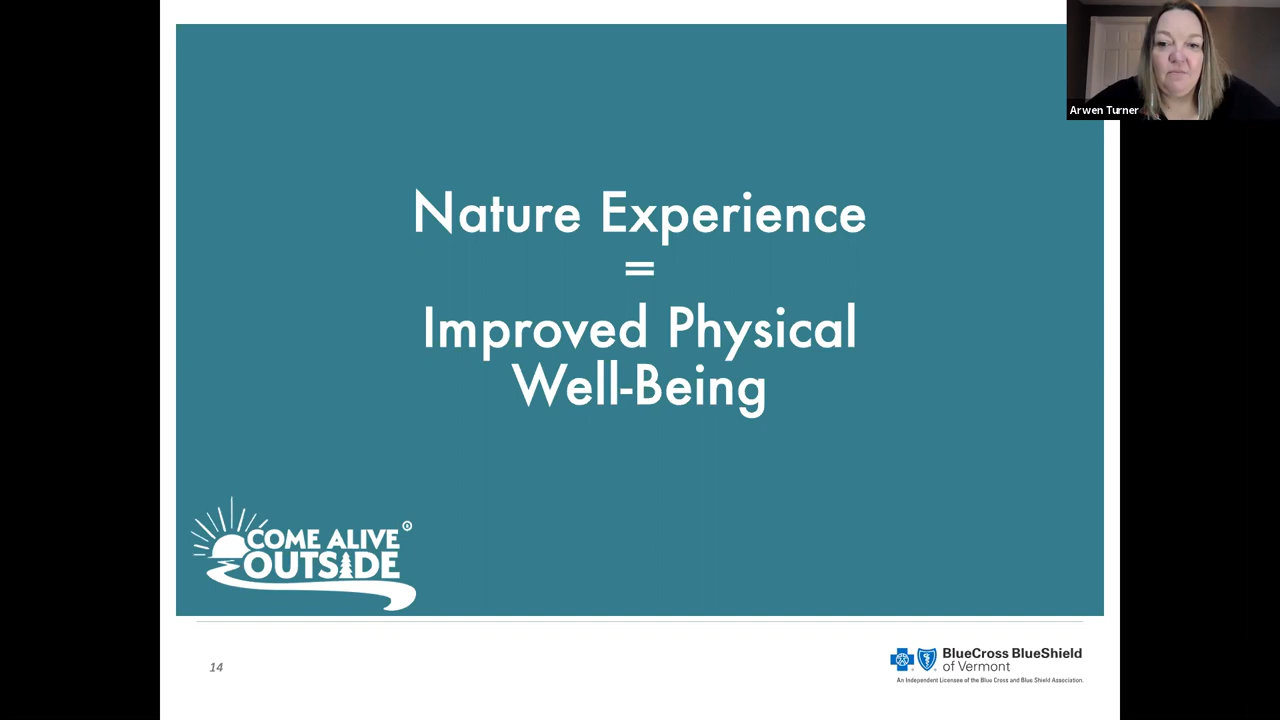 Arwen Turner
Nature Experience
=
Improved Physical
Well-Being
COME ALIVE ®
OUTSIDE
14
BlueCross BlueShield
of Vermont
An Independent Licensee of the Blue Cross and Blue Shield Association.